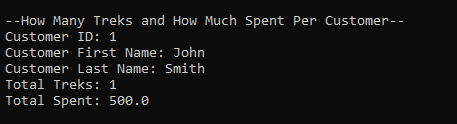 --How Many Treks and How Much Spent Per Customer--
Customer ID: 1
Customer First Name: John
Customer Last Name: Smith
Total Treks: 1
Total Spent: 500.0